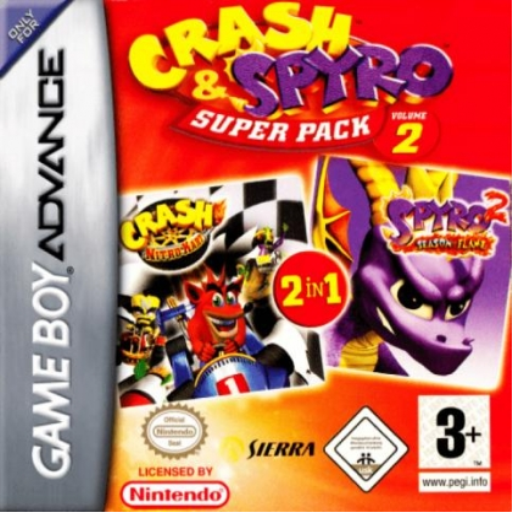 ONLY
FOR
GAME BOY ADVANCE
CRASH
& SPYRO
SUPER PACK
VOLUME
2
CRASH
NITRO KART
SPYRO 2
SEASON OF FLAME
2 IN 1
Official
Nintendo
Seal
LICENSED BY
Nintendo
SIERRA
3+
™
www.pegi.info